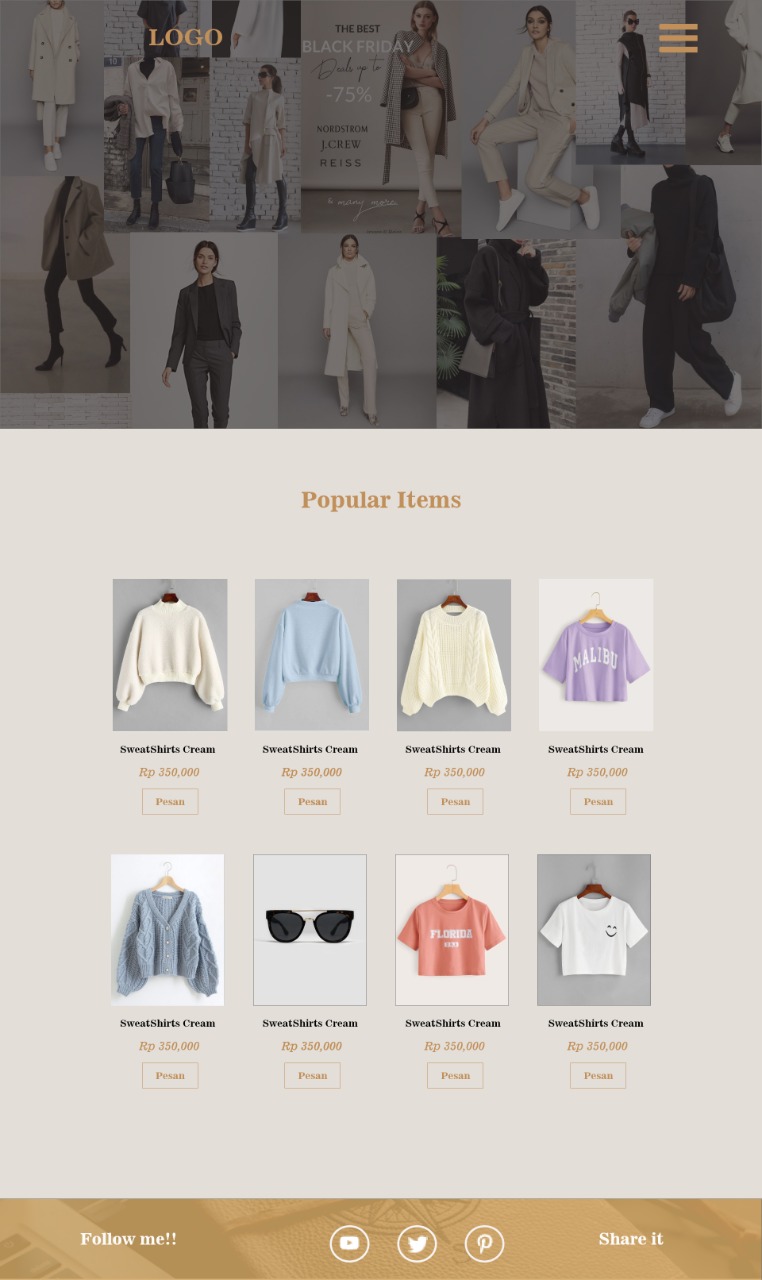 LOGO
THE BEST
BLACK FRIDAY
Deals up to
-75%
NORDSTROM
J.CREW
REISS
& many more
Popular Items
MALIBU
SweatShirts Cream
SweatShirts Cream
SweatShirts Cream
SweatShirts Cream
Rp 350,000
Rp 350,000
Rp 350,000
Rp 350,000
Pesan
Pesan
Pesan
Pesan
FLORIDA
SweatShirts Cream
SweatShirts Cream
SweatShirts Cream
SweatShirts Cream
Rp 350,000
Rp 350,000
Rp 350,000
Rp 350,000
Pesan
Pesan
Pesan
Pesan
Follow me!!
Share it